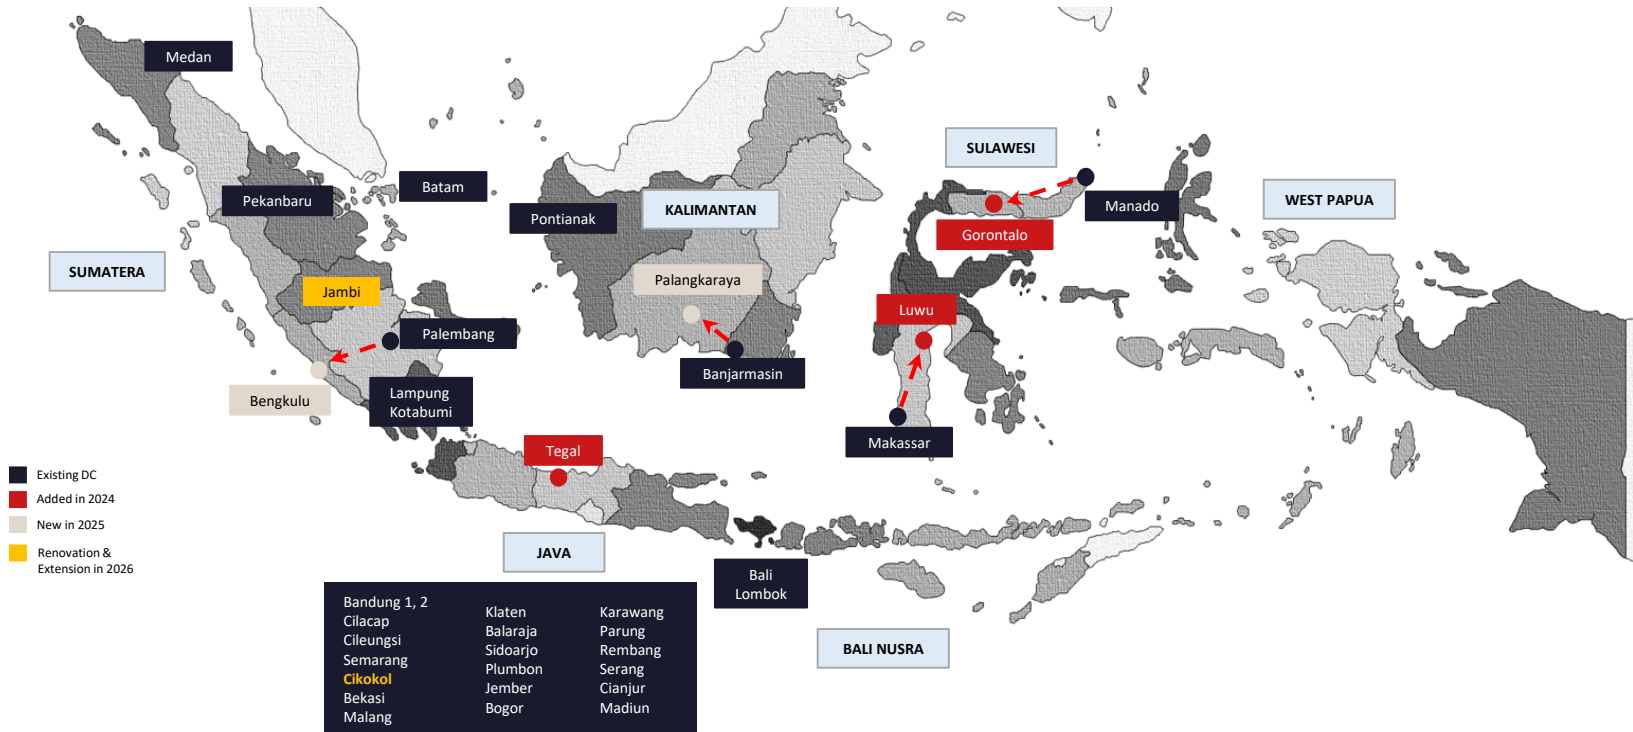 Medan
Pekanbaru
Batam
SUMATERA
Jambi
Palembang
Bengkulu
Lampung
Kotabumi
Pontianak
KALIMANTAN
Palangkaraya
Banjarmasin
SULAWESI
Manado
Gorontalo
Luwu
Makassar
WEST PAPUA
Tegal
Existing DC
Added in 2024
New in 2025
Renovation &
Extension in 2026
JAVA
Bandung 1, 2
Cilacap
Cileungsi
Semarang
Cikokol
Bekasi
Malang
Klaten
Balaraja
Sidoarjo
Plumbon
Jember
Bogor
Karawang
Parung
Rembang
Serang
Cianjur
Madiun
Bali
Lombok
BALI NUSRA